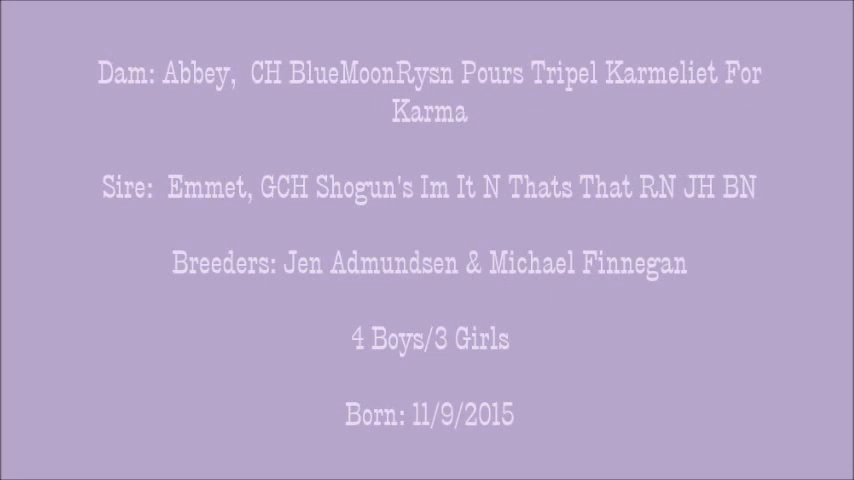 Dam: Abbey,  CH BlueMoonRysn Pours Tripel Karmeliet For
Karma
Sire:  Emmet, GCH Shogun's Im It N Thats That RN JH BN
Breeders: Jen Admundsen & Michael Finnegan
4 Boys/3 Girls
Born: 11/9/2015